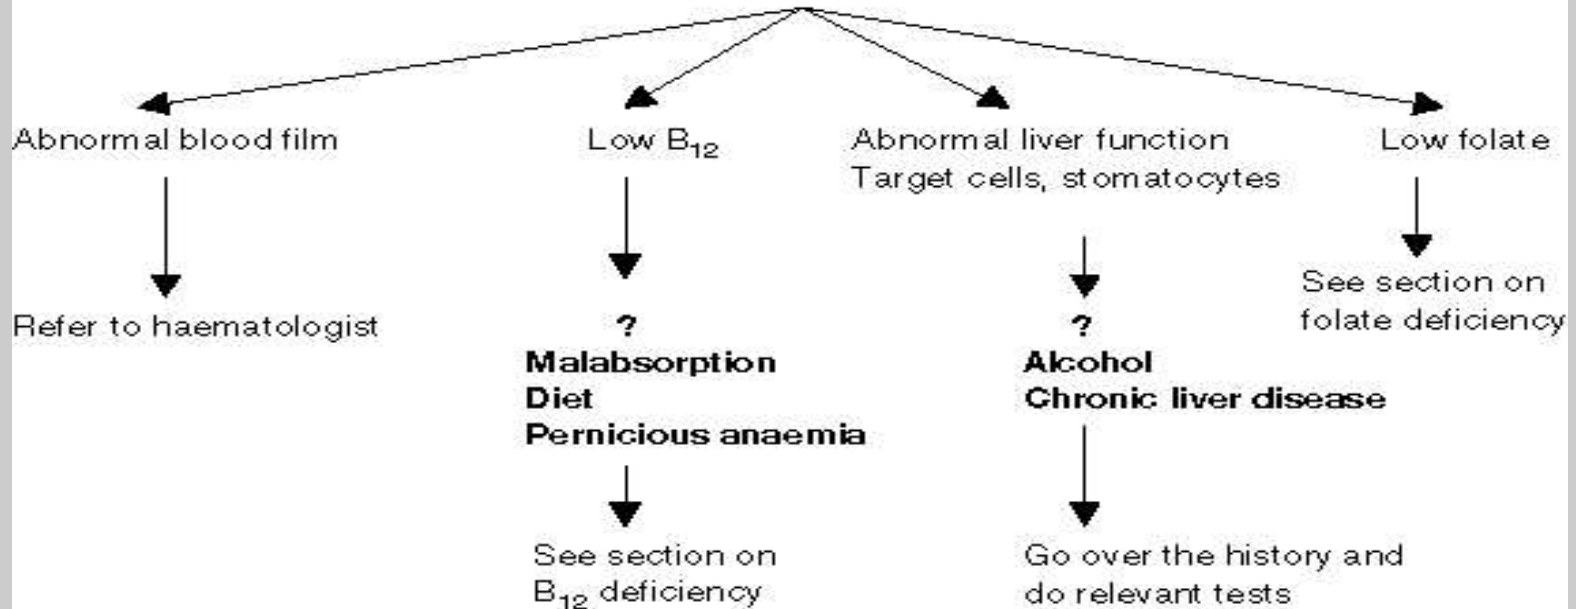 Abnormal blood film
Refer to haematologist
Low B12
?
Malabsorption
Diet
Pernicious anaemia
See section on
B12 deficiency
Abnormal liver function
Target cells, stomatocytes
?
Alcohol
Chronic liver disease
Go over the history and
do relevant tests
Low folate
See section on
folate deficiency